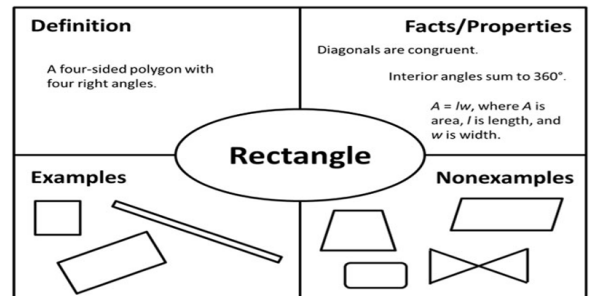 Definition
A four-sided polygon with
four right angles.
Facts/Properties
Diagonals are congruent.
Interior angles sum to 360°.
A = lw, where A is
area, l is length, and
w is width.
Rectangle
Examples
Nonexamples